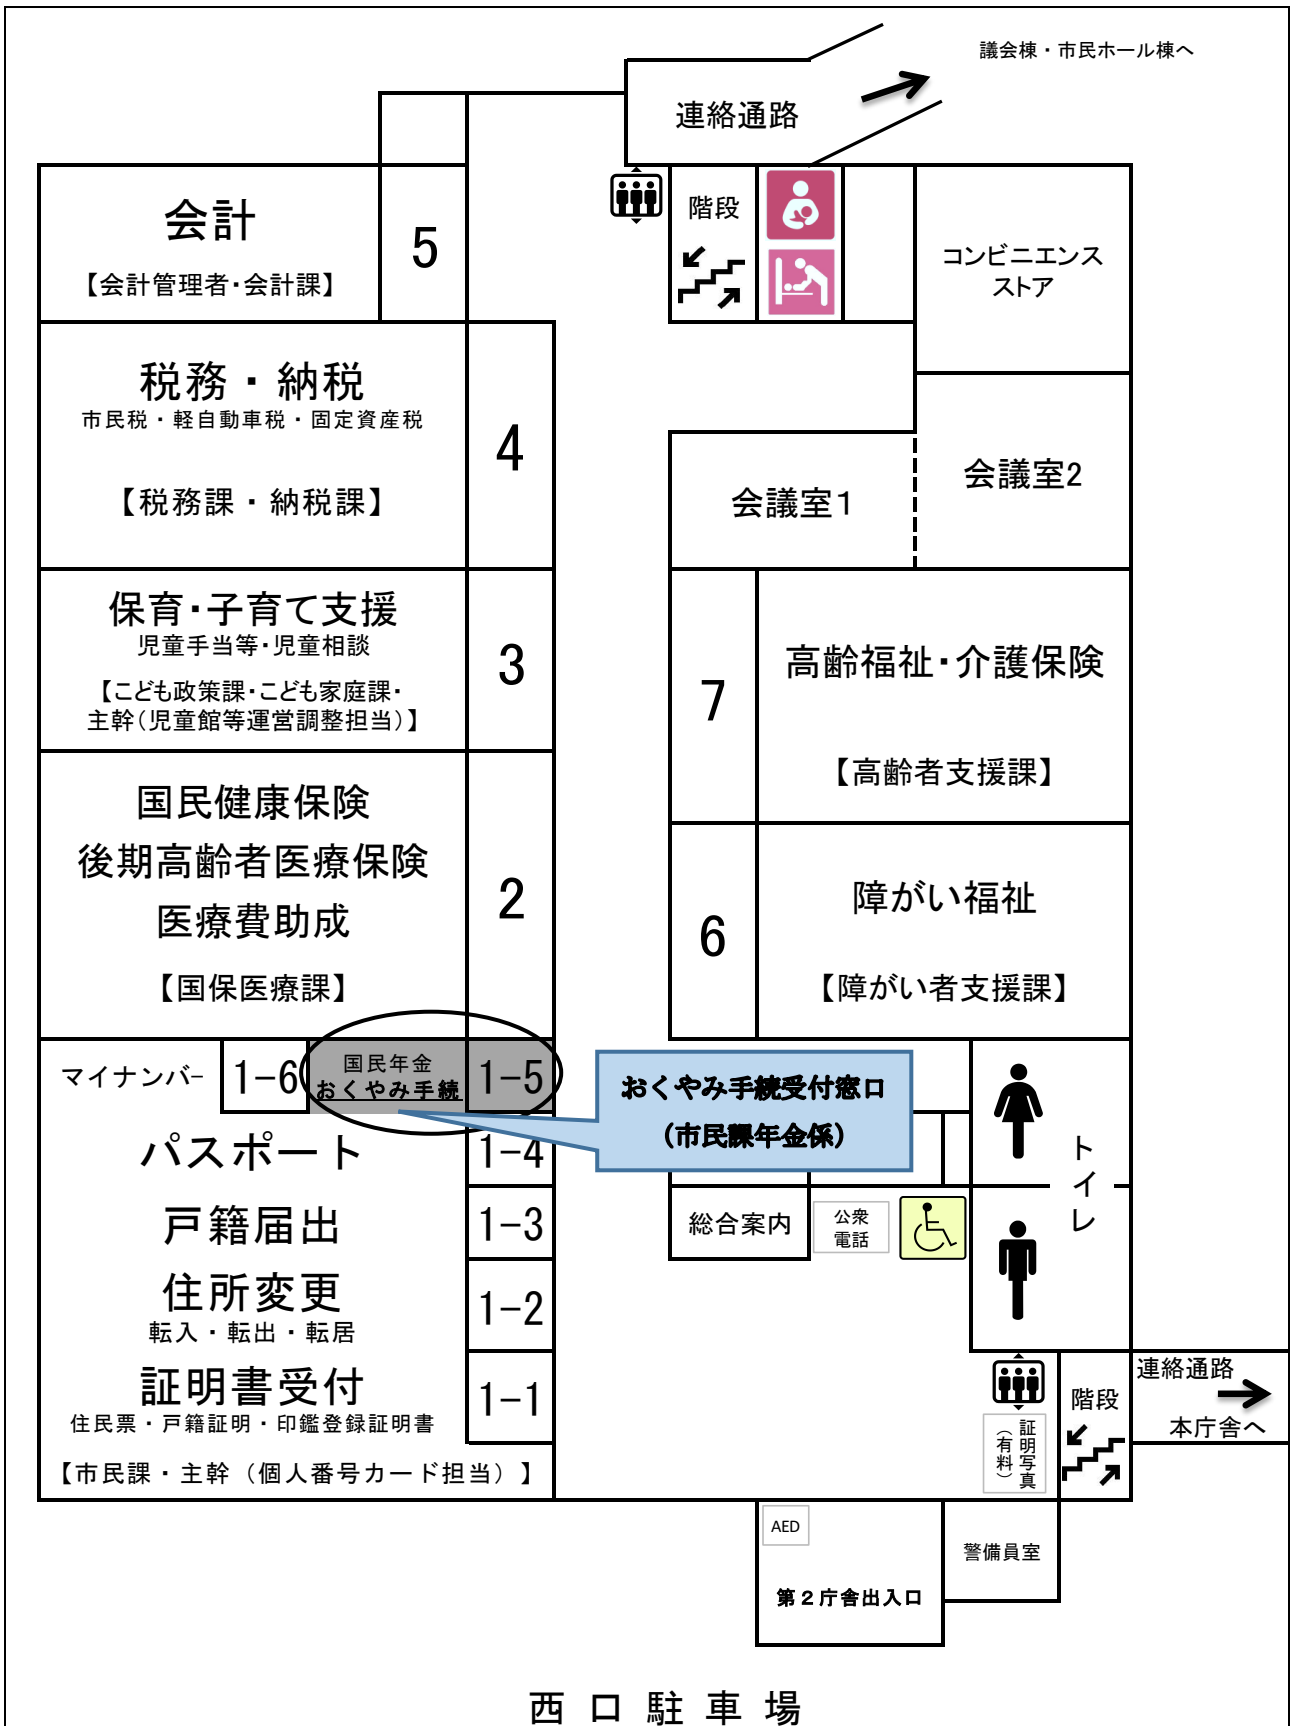 議会棟・市民ホール棟へ
連絡通路
会計
【会計管理者・会計課】
5
階段
コンビニエンス
ストア
税務・納税
市民税・軽自動車税・固定資産税
【税務課・納税課】
4
会議室1
会議室2
保育・子育て支援
児童手当等・児童相談
【こども政策課・こども家庭課・
主幹（児童館等運営調整担当）】
3
7
高齢福祉・介護保険
【高齢者支援課】
国民健康保険
後期高齢者医療保険
医療費助成
【国保医療課】
2
6
障がい福祉
【障がい者支援課】
マイナンバー
1-6
国民年金
おくやみ手続
1-5
おくやみ手続受付窓口
（市民課年金係）
パスポート
1-4
戸籍届出
1-3
住所変更
転入・転出・転居
1-2
証明書受付
住民票・戸籍証明・印鑑登録証明書
1-1
【市民課・主幹（個人番号カード担当）】
総合案内
公衆
電話
トイレ
連絡通路
本庁舎へ
階段
証明写真
（有料）
AED
第２庁舎出入口
警備員室
西口駐車場